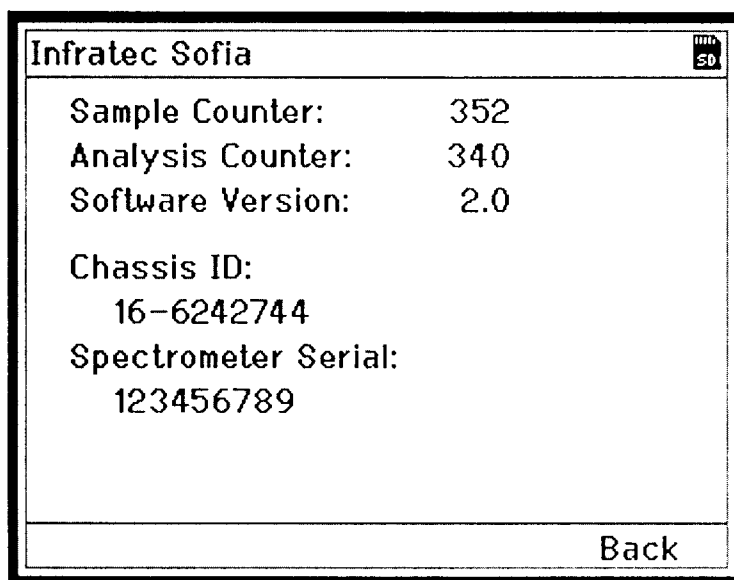 Infratec Sofia
SD
Sample Counter: 352
Analysis Counter: 340
Software Version: 2.0
Chassis ID:
16-6242744
Spectrometer Serial:
123456789
Back